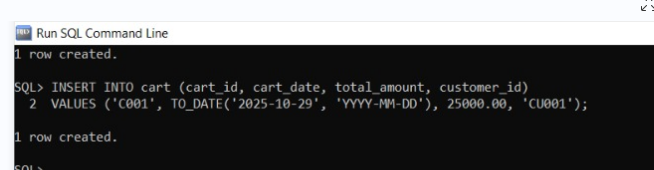 Run SQL Command Line
1 row created.
SQL> INSERT INTO cart (cart_id, cart_date, total_amount, customer_id)
2 VALUES ('C001', TO_DATE('2025-10-29', 'YYYY-MM-DD'), 25000.00, 'CU001');
1 row created.
SQL>